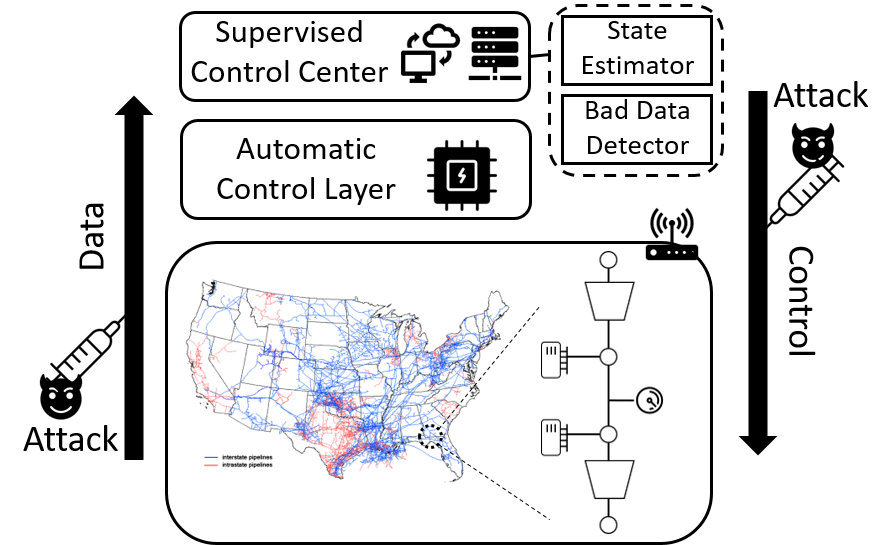 Supervised
Control Center
State
Estimator
Bad Data
Detector
Attack
Automatic
Control Layer
Data
Control
Attack
interstate pipelines
intrastate pipelines